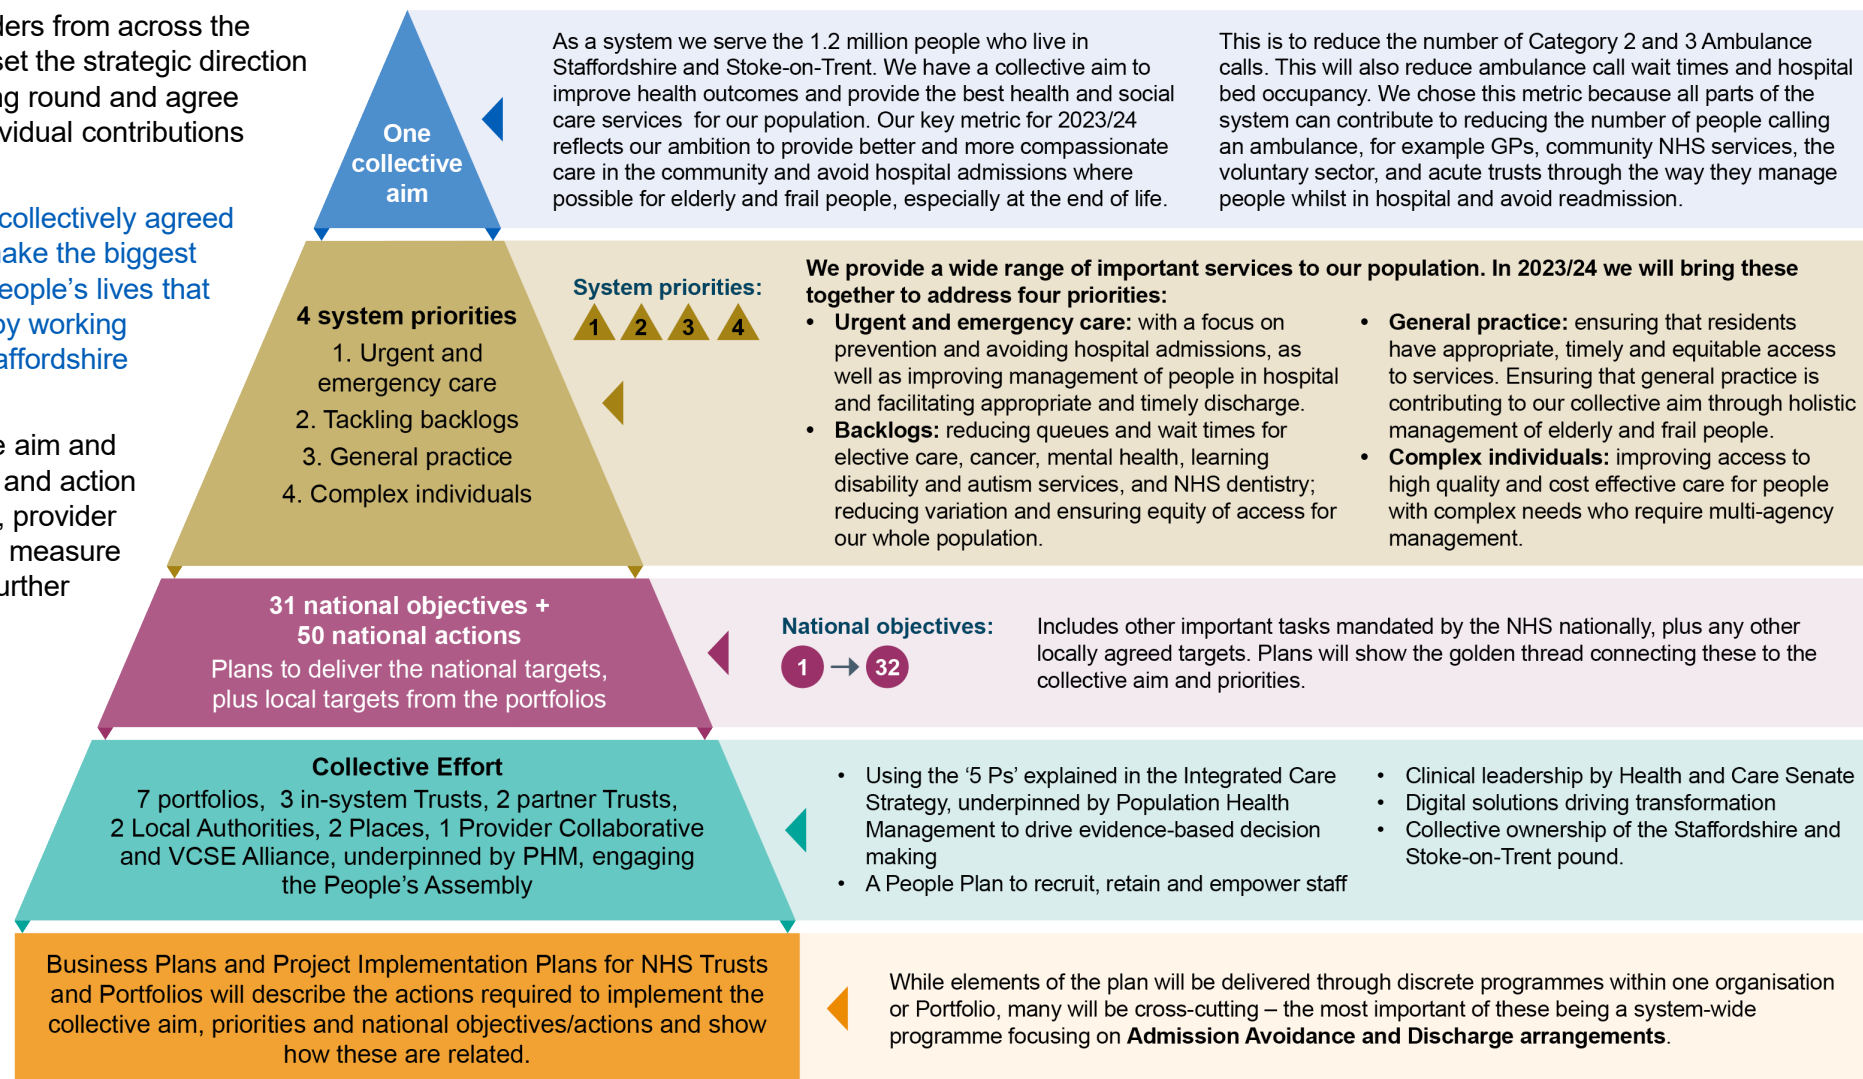 ders from across the
set the strategic direction
ng round and agree
vidual contributions
collectively agreed
ake the biggest
eople’s lives that
by working
affordshire
e aim and
and action
, provider
measure
urther
One
collective
aim
As a system we serve the 1.2 million people who live in
Staffordshire and Stoke-on-Trent. We have a collective aim to
improve health outcomes and provide the best health and social
care services for our population. Our key metric for 2023/24
reflects our ambition to provide better and more compassionate
care in the community and avoid hospital admissions where
possible for elderly and frail people, especially at the end of life.
This is to reduce the number of Category 2 and 3 Ambulance
calls. This will also reduce ambulance call wait times and hospital
bed occupancy. We chose this metric because all parts of the
system can contribute to reducing the number of people calling
an ambulance, for example GPs, community NHS services, the
voluntary sector, and acute trusts through the way they manage
people whilst in hospital and avoid readmission.
4 system priorities
1. Urgent and
emergency care
2. Tackling backlogs
3. General practice
4. Complex individuals
System priorities:
1 2 3 4
We provide a wide range of important services to our population. In 2023/24 we will bring these
together to address four priorities:
• Urgent and emergency care: with a focus on
prevention and avoiding hospital admissions, as
well as improving management of people in hospital
and facilitating appropriate and timely discharge.
• Backlogs: reducing queues and wait times for
elective care, cancer, mental health, learning
disability and autism services, and NHS dentistry;
reducing variation and ensuring equity of access for
our whole population.
• General practice: ensuring that residents
have appropriate, timely and equitable access
to services. Ensuring that general practice is
contributing to our collective aim through holistic
management of elderly and frail people.
• Complex individuals: improving access to
high quality and cost effective care for people
with complex needs who require multi-agency
management.
31 national objectives +
50 national actions
Plans to deliver the national targets,
plus local targets from the portfolios
National objectives:
1 → 32
Includes other important tasks mandated by the NHS nationally, plus any other
locally agreed targets. Plans will show the golden thread connecting these to the
collective aim and priorities.
Collective Effort
7 portfolios, 3 in-system Trusts, 2 partner Trusts,
2 Local Authorities, 2 Places, 1 Provider Collaborative
and VCSE Alliance, underpinned by PHM, engaging
the People’s Assembly
• Using the ‘5 Ps’ explained in the Integrated Care
Strategy, underpinned by Population Health
Management to drive evidence-based decision
making
• A People Plan to recruit, retain and empower staff
• Clinical leadership by Health and Care Senate
• Digital solutions driving transformation
• Collective ownership of the Staffordshire and
Stoke-on-Trent pound.
Business Plans and Project Implementation Plans for NHS Trusts
and Portfolios will describe the actions required to implement the
collective aim, priorities and national objectives/actions and show
how these are related.
While elements of the plan will be delivered through discrete programmes within one organisation
or Portfolio, many will be cross-cutting – the most important of these being a system-wide
programme focusing on Admission Avoidance and Discharge arrangements.